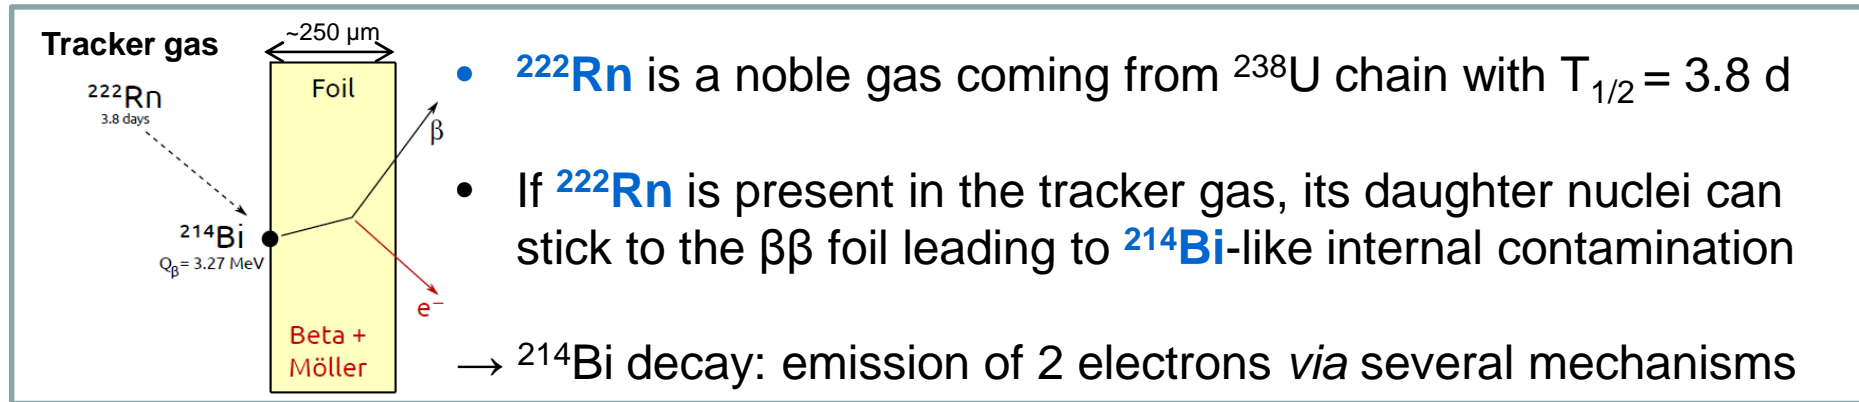 Tracker gas
~250 µm
Foil
²²²Rn
3.8 days
β
²¹⁴Bi
Qβ= 3.27 MeV
e⁻
Beta +
Möller
• ²²²Rn is a noble gas coming from ²³⁸U chain with T₁/₂ = 3.8 d
• If ²²²Rn is present in the tracker gas, its daughter nuclei can
stick to the ββ foil leading to ²¹⁴Bi-like internal contamination
→ ²¹⁴Bi decay: emission of 2 electrons via several mechanisms